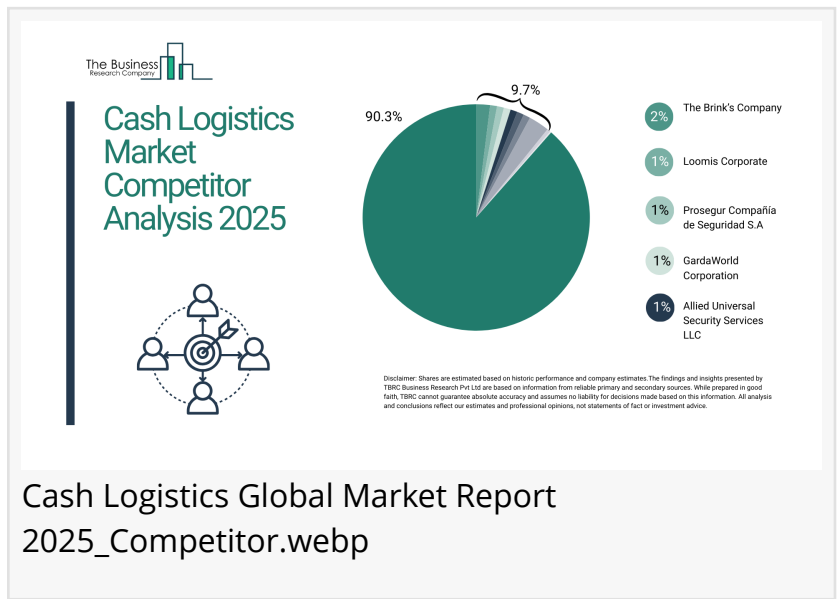 The Business
Research Company
Cash Logistics
Market
Competitor
Analysis 2025
90.3%
9.7%
2%
The Brink's Company
1%
Loomis Corporate
1%
Prosegur Compañía
de Seguridad S.A
1%
GardaWorld
Corporation
1%
Allied Universal
Security Services
LLC
Disclaimer: Shares are estimated based on historic performance and company estimates.The findings and insights presented by
TBRC Business Research Pvt Ltd are based on information from reliable primary and secondary sources. While prepared in good
faith, TBRC cannot guarantee absolute accuracy and assumes no liability for decisions made based on this information. All analysis
and conclusions reflect our estimates and professional opinions, not statements of fact or investment advice.
Cash Logistics Global Market Report
2025_Competitor.webp